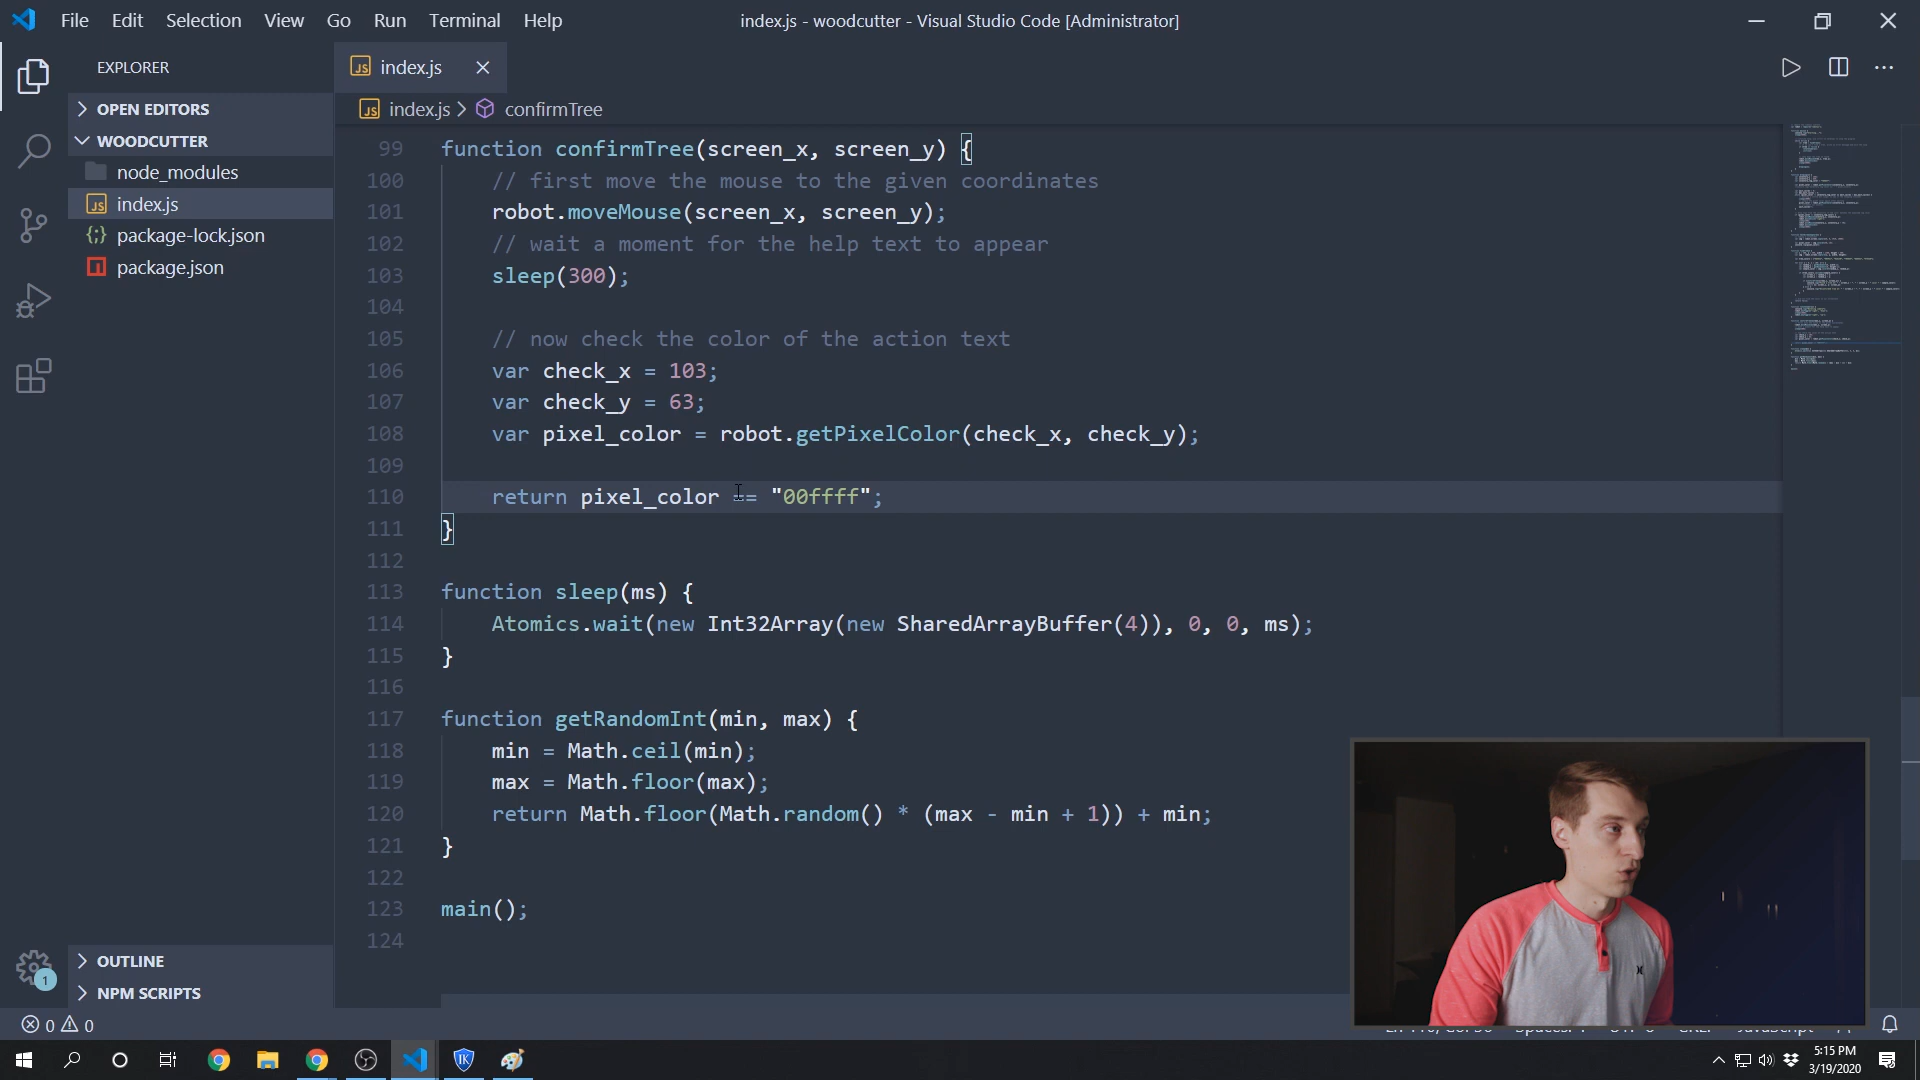 File Edit Selection View Go Run Terminal Help
index.js - woodcutter - Visual Studio Code [Administrator]
EXPLORER
OPEN EDITORS
WOODCUTTER
node_modules
index.js
package-lock.json
package.json
OUTLINE
NPM SCRIPTS
index.js
index.js > confirmTree
99 function confirmTree(screen_x, screen_y) {
100 // first move the mouse to the given coordinates
101 robot.moveMouse(screen_x, screen_y);
102 // wait a moment for the help text to appear
103 sleep(300);
104
105 // now check the color of the action text
106 var check_x = 103;
107 var check_y = 63;
108 var pixel_color = robot.getPixelColor(check_x, check_y);
109
110 return pixel_color == "00ffff";
111 }
112
113 function sleep(ms) {
114 Atomics.wait(new Int32Array(new SharedArrayBuffer(4)), 0, 0, ms);
115 }
116
117 function getRandomInt(min, max) {
118 min = Math.ceil(min);
119 max = Math.floor(max);
120 return Math.floor(Math.random() * (max - min + 1)) + min;
121 }
122
123 main();
124
1
0 0
5:15 PM
3/19/2020